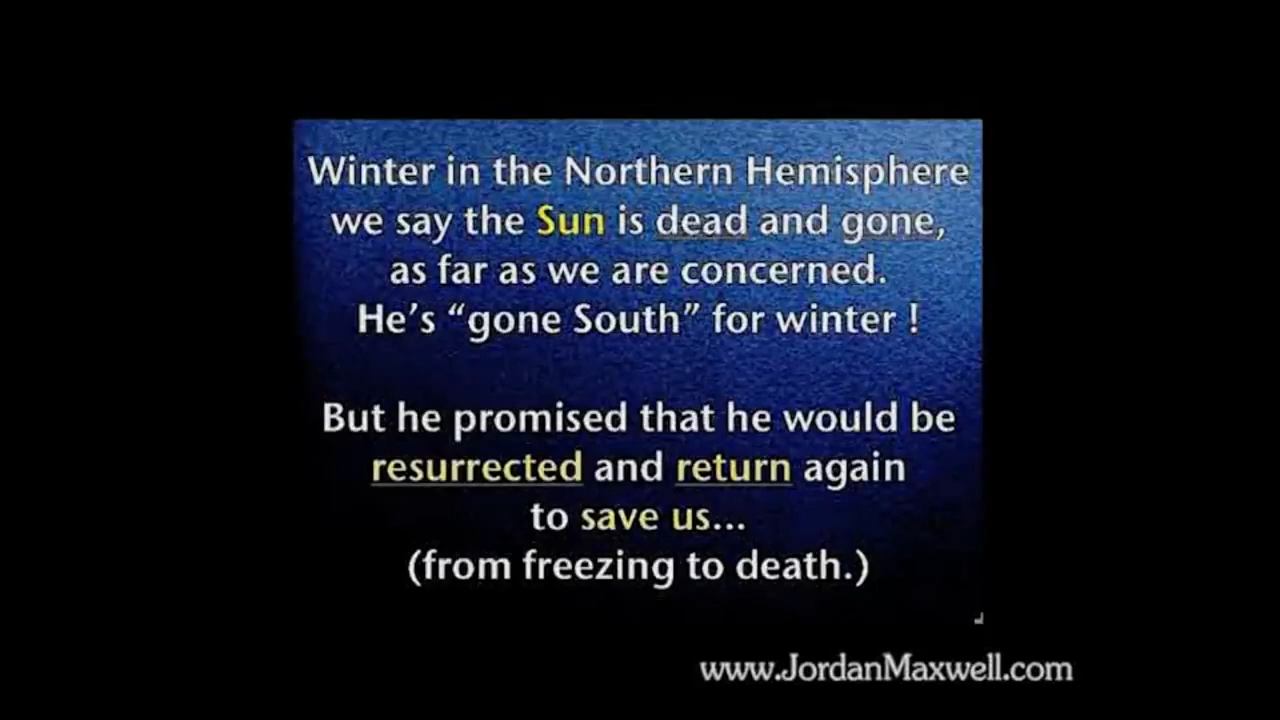 Winter in the Northern Hemisphere
we say the Sun is dead and gone,
as far as we are concerned.
He's “gone South” for winter !
But he promised that he would be
resurrected and return again
to save us...
(from freezing to death.)
www.JordanMaxwell.com